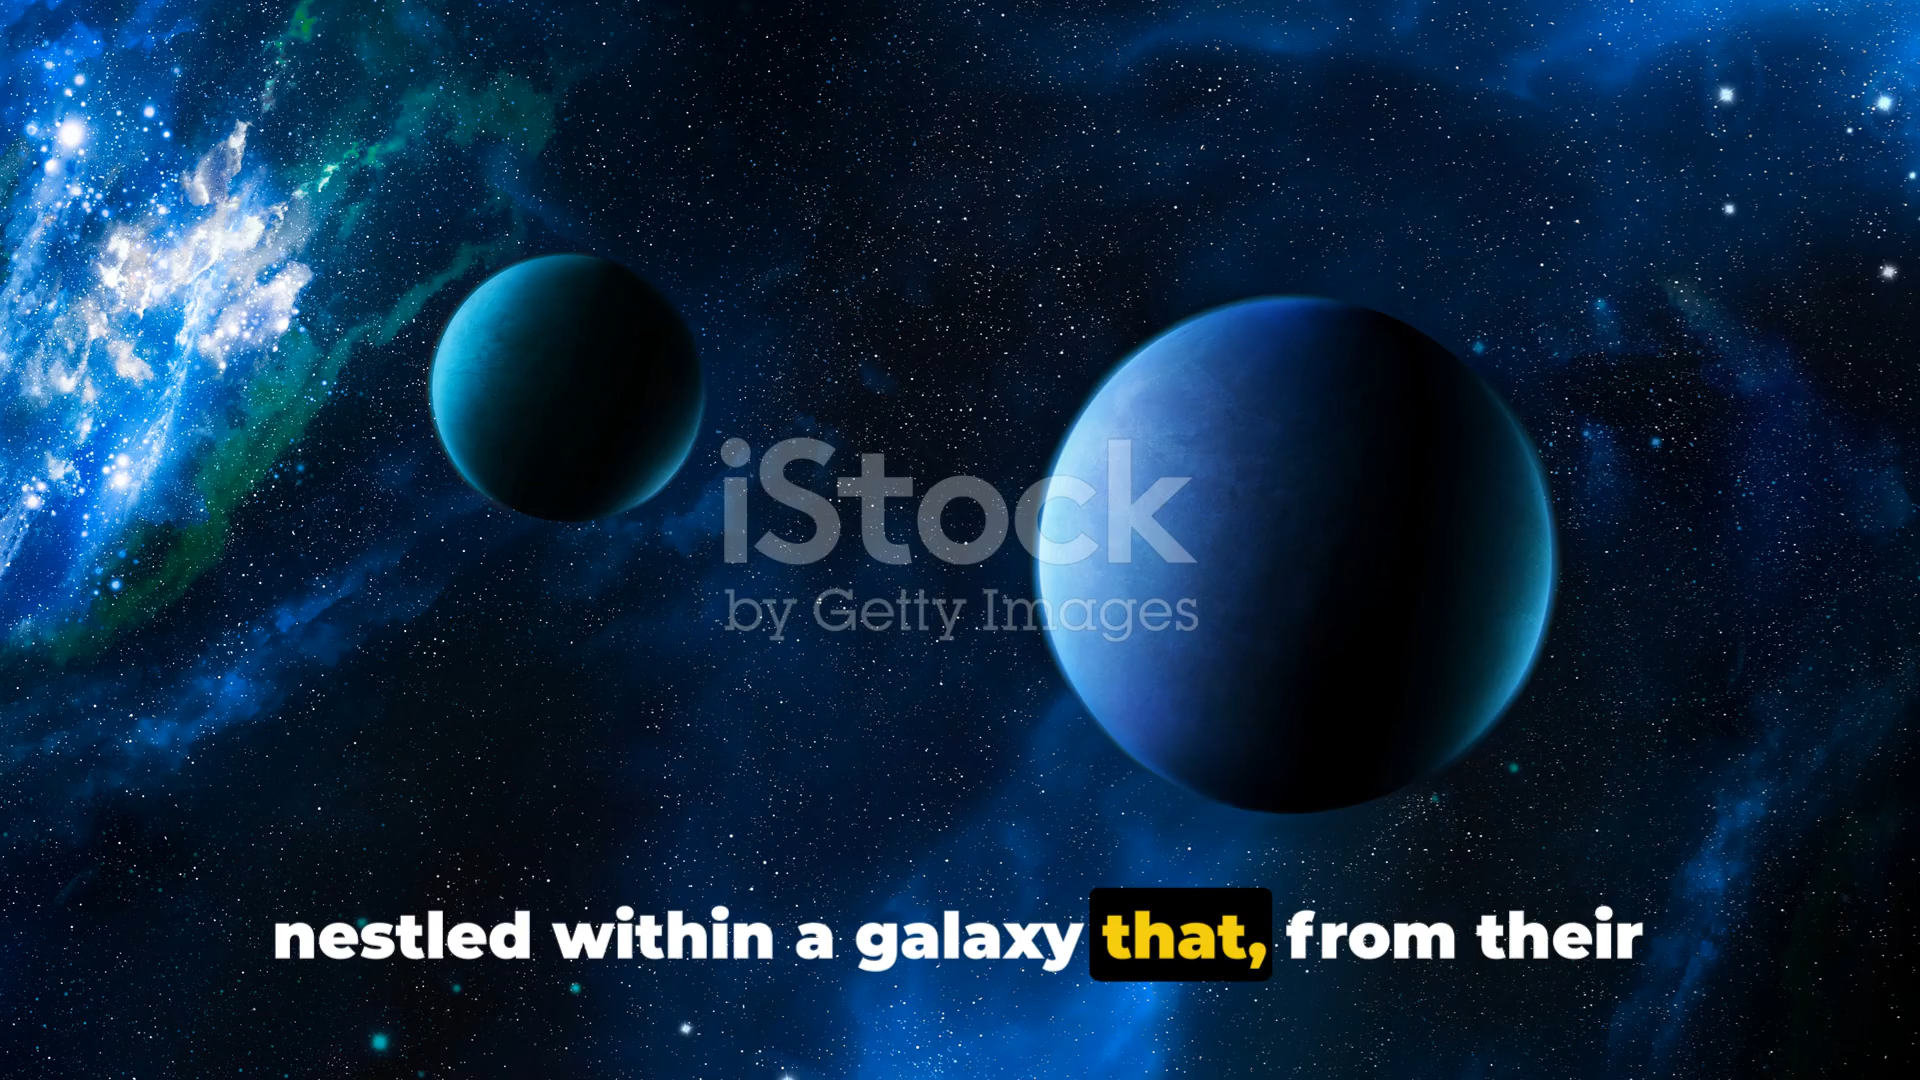 iStock
by Getty Images
nestled within a galaxy that, from their